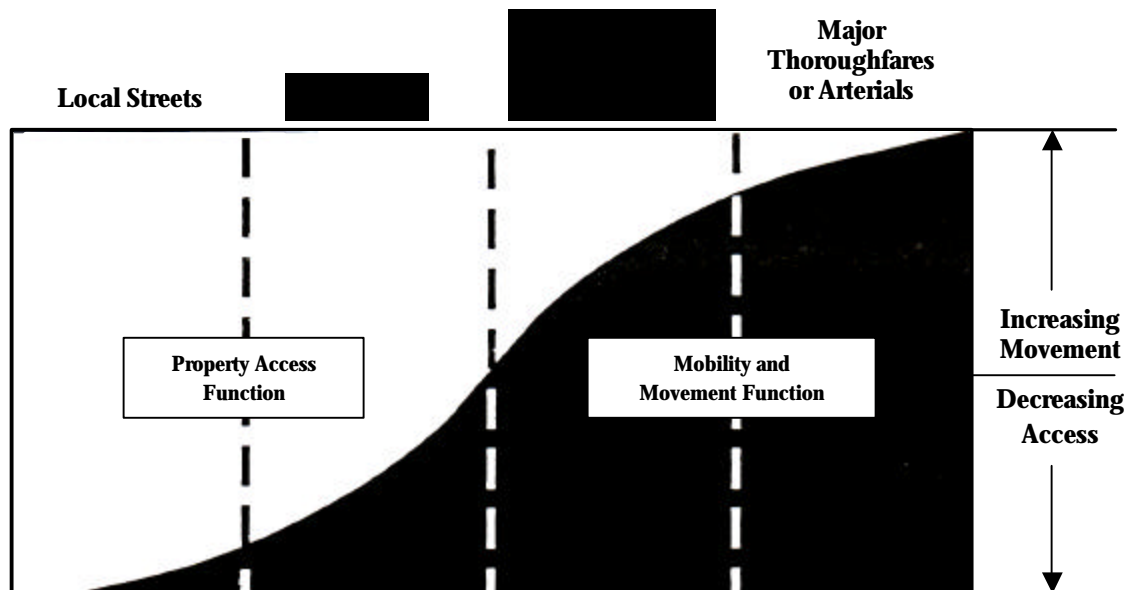 Major
Thoroughfares
or Arterials
Local Streets
Property Access
Function
Mobility and
Movement Function
Increasing
Movement
Decreasing
Access